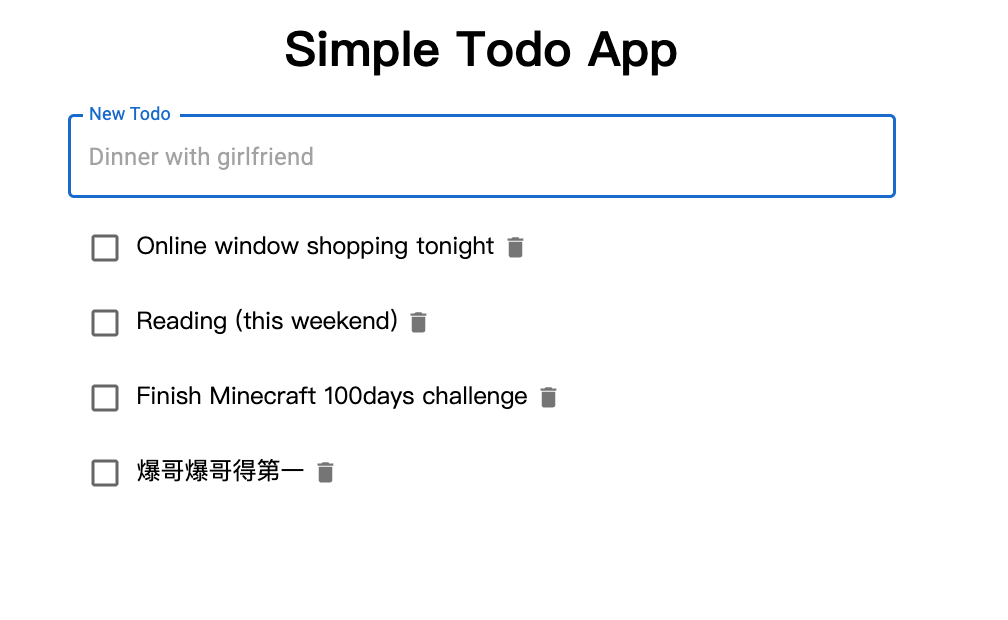 Simple Todo App
New Todo
Dinner with girlfriend
Online window shopping tonight
Reading (this weekend)
Finish Minecraft 100days challenge
爆哥爆哥得第一